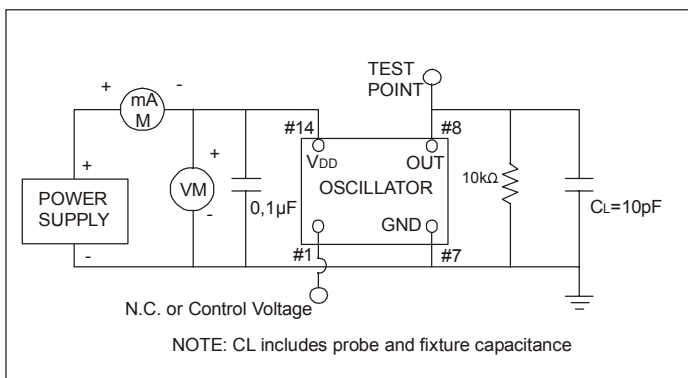 TEST
POINT
+
-
mA
M
#14
#8
+
VDD
OUT
+
POWER
SUPPLY
VM
-
0,1µF
OSCILLATOR
10kΩ
CL=10pF
GND
-
#1
#7
N.C. or Control Voltage
NOTE: CL includes probe and fixture capacitance